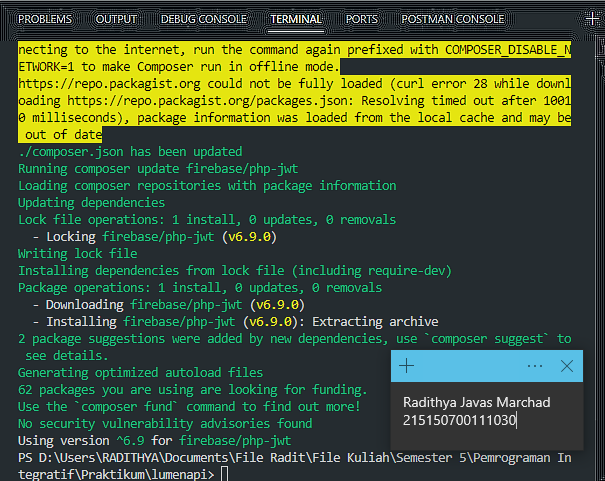 PROBLEMS OUTPUT DEBUG CONSOLE TERMINAL PORTS POSTMAN CONSOLE
necting to the internet, run the command again prefixed with COMPOSER_DISABLE_N
ETWORK=1 to make Composer run in offline mode.
https://repo.packagist.org could not be fully loaded (curl error 28 while downl
oading https://repo.packagist.org/packages.json: Resolving timed out after 1001
0 milliseconds), package information was loaded from the local cache and may be
out of date
./composer.json has been updated
Running composer update firebase/php-jwt
Loading composer repositories with package information
Updating dependencies
Lock file operations: 1 install, 0 updates, 0 removals
- Locking firebase/php-jwt (v6.9.0)
Writing lock file
Installing dependencies from lock file (including require-dev)
Package operations: 1 install, 0 updates, 0 removals
- Downloading firebase/php-jwt (v6.9.0)
- Installing firebase/php-jwt (v6.9.0): Extracting archive
2 package suggestions were added by new dependencies, use `composer suggest` to
see details.
Generating optimized autoload files
62 packages you are using are looking for funding.
Use the `composer fund` command to find out more!
No security vulnerability advisories found
Using version ^6.9 for firebase/php-jwt
PS D:\Users\RADITHYA\Documents\File Radit\File Kuliah\Semester 5\Pemrograman In
tegratif\Praktikum\lumenapi>
Radithya Javas Marchad
215150700111030